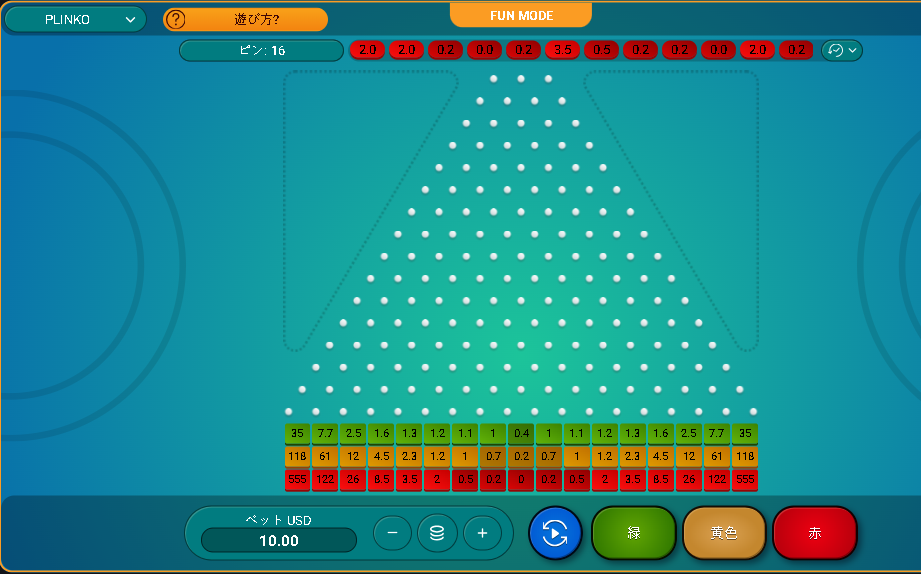 PLINKO
遊び方?
FUN MODE
ピン: 16
2.0 2.0 0.2 0.0 0.2 3.5 0.5 0.2 0.2 0.0 2.0 0.2
35 7.7 2.5 1.6 1.3 1.2 1.1 1 0.4 1 1.1 1.2 1.3 1.6 2.5 7.7 35
118 61 12 4.5 2.3 1.2 1 0.7 0.2 0.7 1 1.2 2.3 4.5 12 61 118
555 122 26 8.5 3.5 2 0.5 0.2 0 0.2 0.5 2 3.5 8.5 26 122 555
ベット USD
10.00
緑
黄色
赤